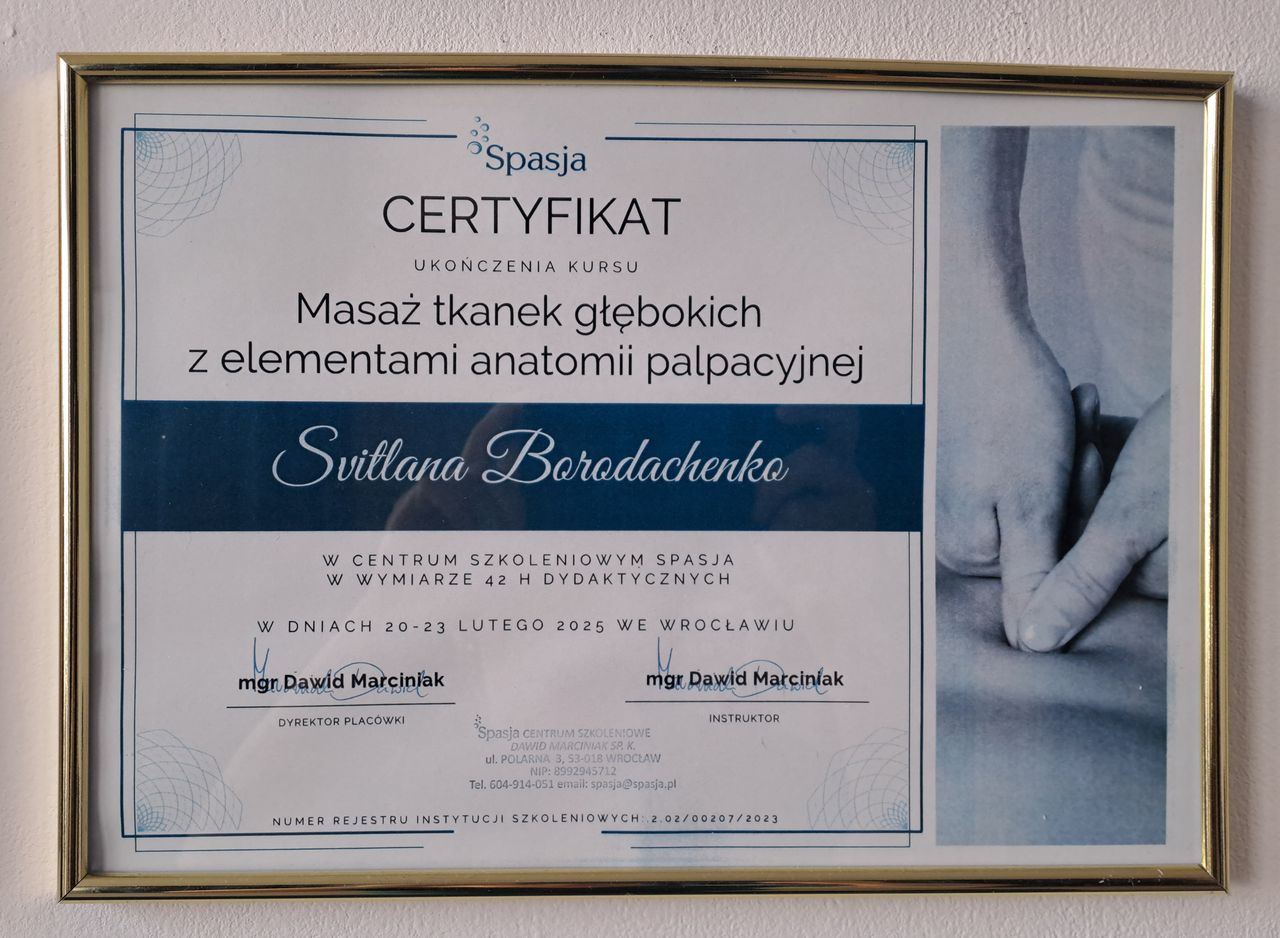 Spasja
CERTYFIKAT
UKOŃCZENIA KURSU
Masaż tkanek głębokich
z elementami anatomii palpacyjnej
Svitlana Borodachenko
W CENTRUM SZKOLENIOWYM SPASJA
W WYMIARZE 42 H DYDAKTYCZNYCH
W DNIACH 20-23 LUTEGO 2025 WE WROCŁAWIU
mgr Dawid Marciniak
DYREKTOR PLACÓWKI
mgr Dawid Marciniak
INSTRUKTOR
Spasja CENTRUM SZKOLENIOWE
DAWID MARCINIAK SP. K.
ul. POLARNA 3, 53-018 WROCŁAW
NIP: 8992945712
Tel. 604-914-051 email: spasja@spasja.pl
NUMER REJESTRU INSTYTUCJI SZKOLENIOWYCH: 2.02/00207/2023